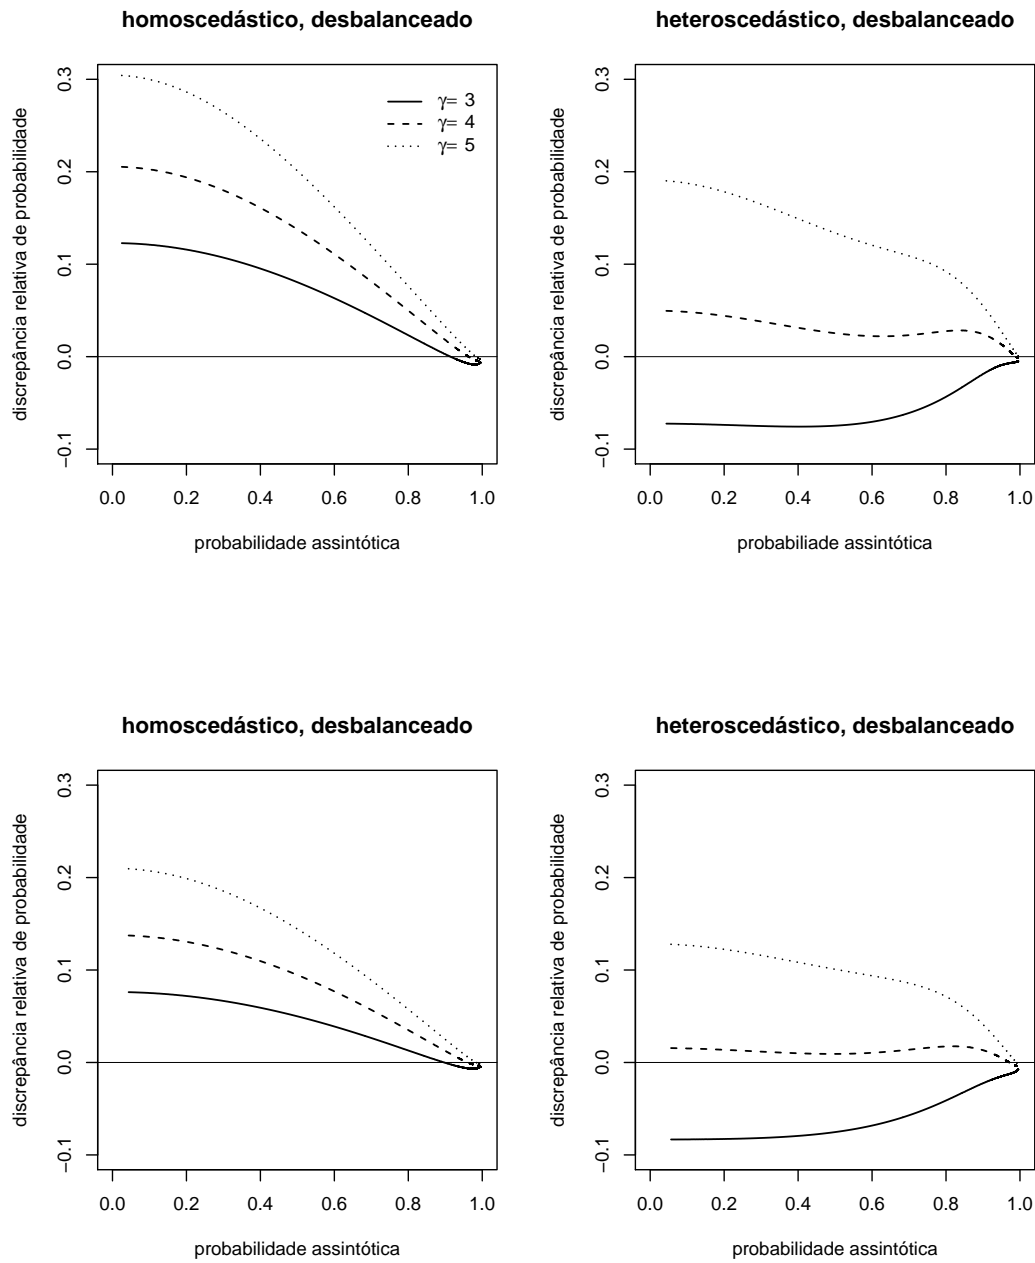 homoscedástico, desbalanceado
discrepância relativa de probabilidade
0.3
0.2
0.1
0.0
−0.1
γ= 3
γ= 4
γ= 5
0.0 0.2 0.4 0.6 0.8 1.0
probabilidade assintótica
heteroscedástico, desbalanceado
discrepância relativa de probabilidade
0.3
0.2
0.1
0.0
−0.1
0.0 0.2 0.4 0.6 0.8 1.0
probabiliade assintótica
homoscedástico, desbalanceado
discrepância relativa de probabilidade
0.3
0.2
0.1
0.0
−0.1
0.0 0.2 0.4 0.6 0.8 1.0
probabilidade assintótica
heteroscedástico, desbalanceado
discrepância relativa de probabilidade
0.3
0.2
0.1
0.0
−0.1
0.0 0.2 0.4 0.6 0.8 1.0
probabilidade assintótica